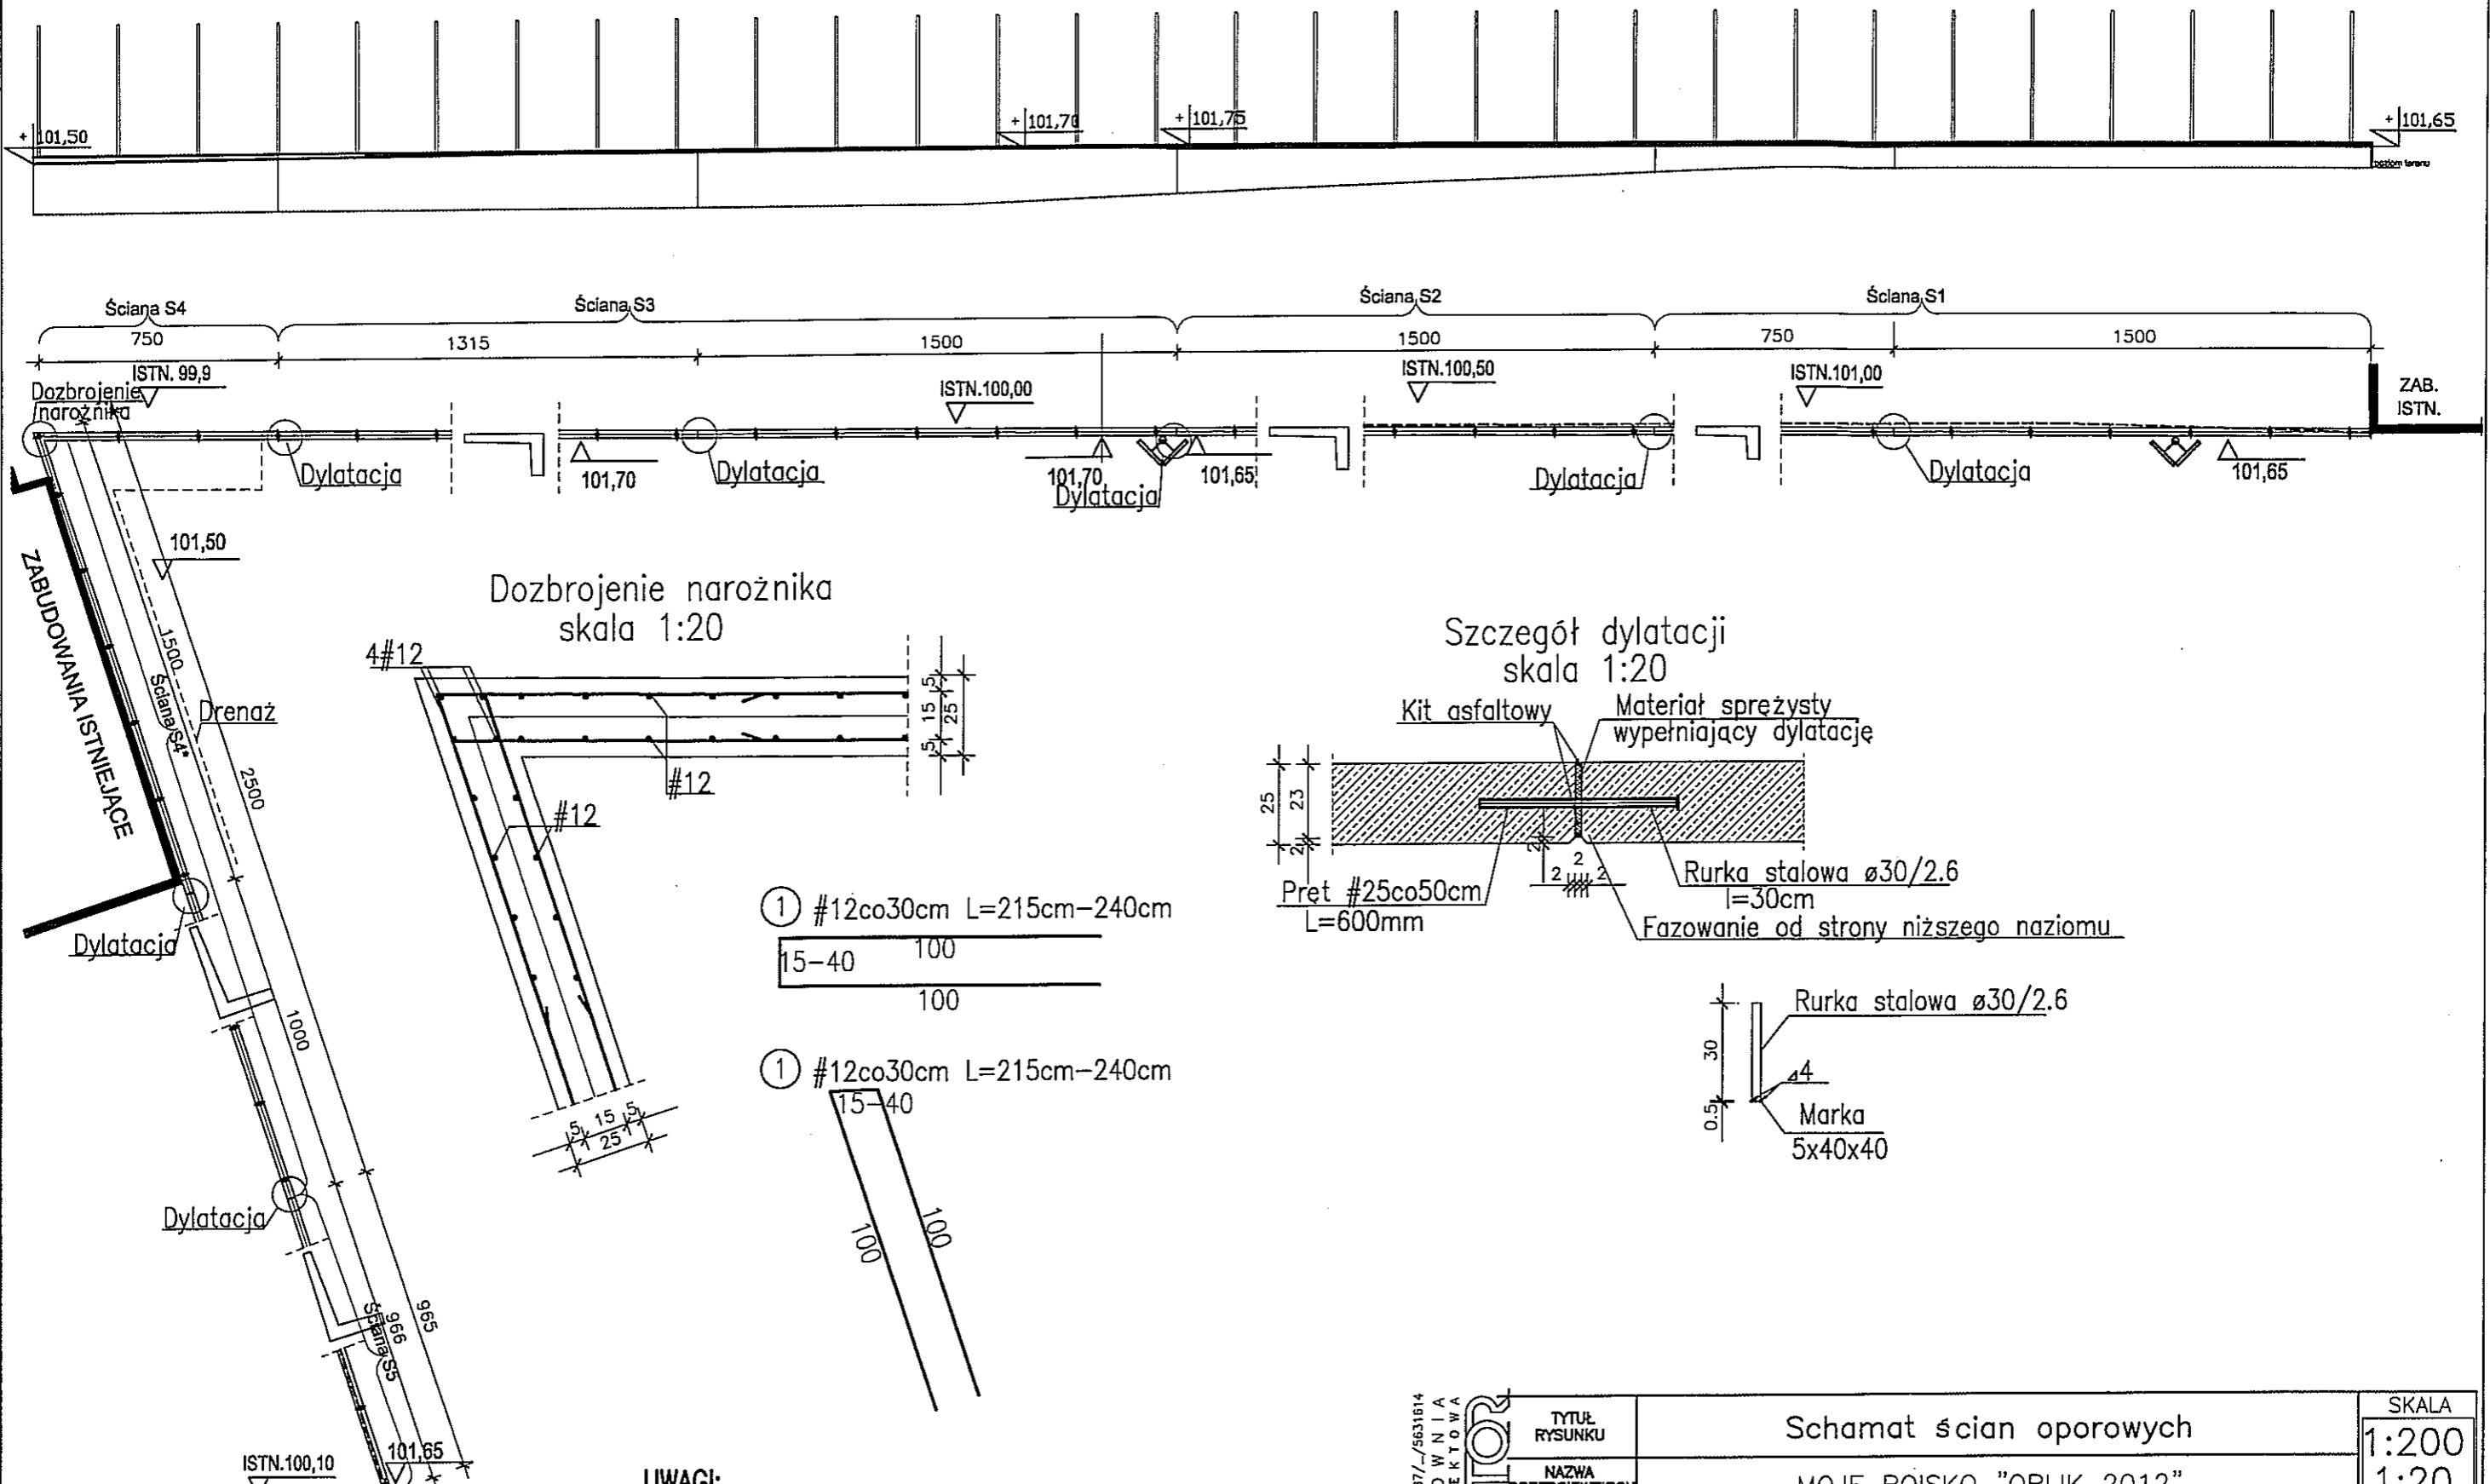 + 101,50
+ 101,70
+ 101,75
+ 101,65
poziom terenu
Ściana S4
Ściana S3
Ściana S2
Ściana S1
750
1315
1500
1500
750
1500
ISTN. 99,9
ISTN.100,00
ISTN.100,50
ISTN.101,00
ZAB.
ISTN.
Dozbrojenie
narożnika
Dylatacja
101,70
Dylatacja
101,70
Dylatacja
101,65
Dylatacja
Dylatacja
101,65
101,50
ZABUDOWANIA ISTNIEJĄCE
1500
Ściana S4*
Drenaż
2500
Dylatacja
1000
Dylatacja
Ściana S5
966
965
ISTN.100,10
101,65
Dozbrojenie narożnika
skala 1:20
4#12
#12
#12
5
15
5
25
5
15
5
25
1 #12co30cm L=215cm-240cm
15-40
100
100
1 #12co30cm L=215cm-240cm
15-40
100
100
Szczegół dylatacji
skala 1:20
Kit asfaltowy
Materiał sprężysty
wypełniający dylatację
25
23
2
2
2
2
2
Pręt #25co50cm
L=600mm
Rurka stalowa ø30/2.6
l=30cm
Fazowanie od strony niższego naziomu
Rurka stalowa ø30/2.6
30
0.5
4
Marka
5x40x40
UWAGI:
TYTUŁ
RYSUNKU
Schamat ścian oporowych
SKALA
1:200
1:20
NAZWA
MOJE BOISKO "ORLIK 2012"